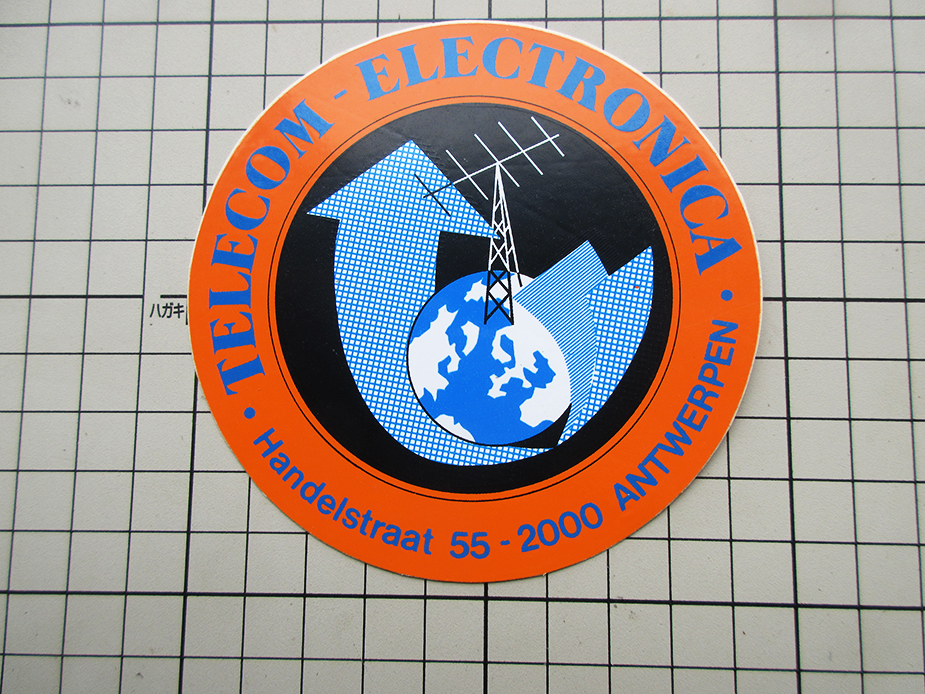 TELECOM - ELECTRONICA
• Handelstraat 55 - 2000 ANTWERPEN •
ハガキ